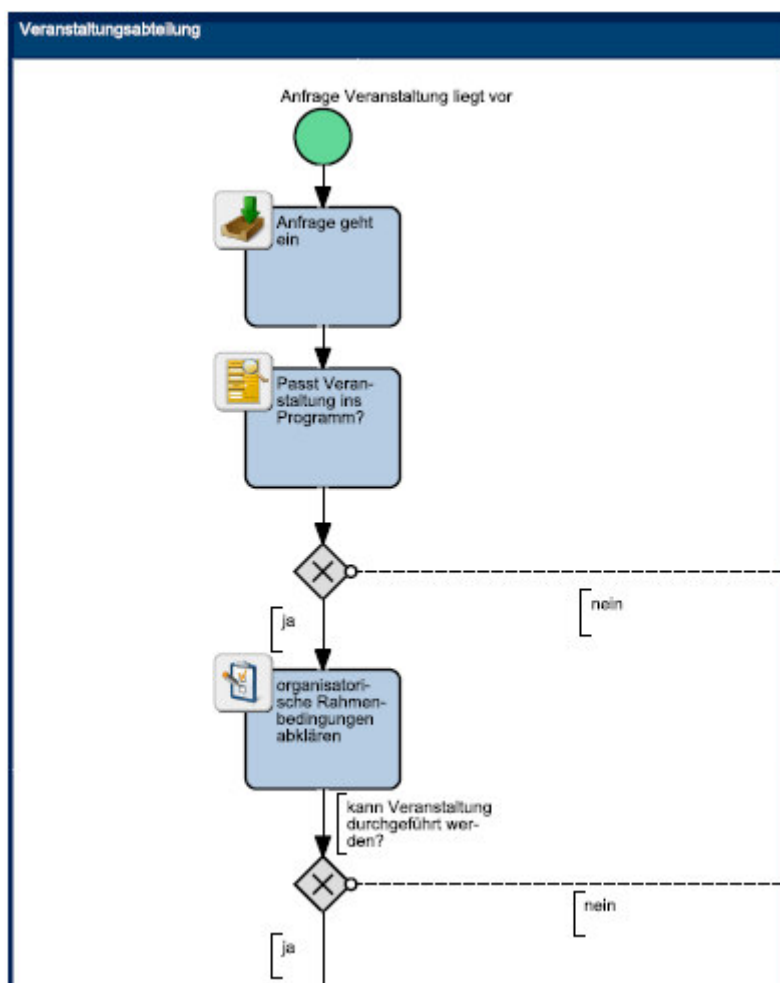 Veranstaltungsabteilung
Anfrage Veranstaltung liegt vor
Anfrage geht
ein
Passt Veran-
staltung ins
Programm?
nein
ja
organisatori-
sche Rahmen-
bedingungen
abklären
kann Veranstaltung
durchgeführt wer-
den?
nein
ja